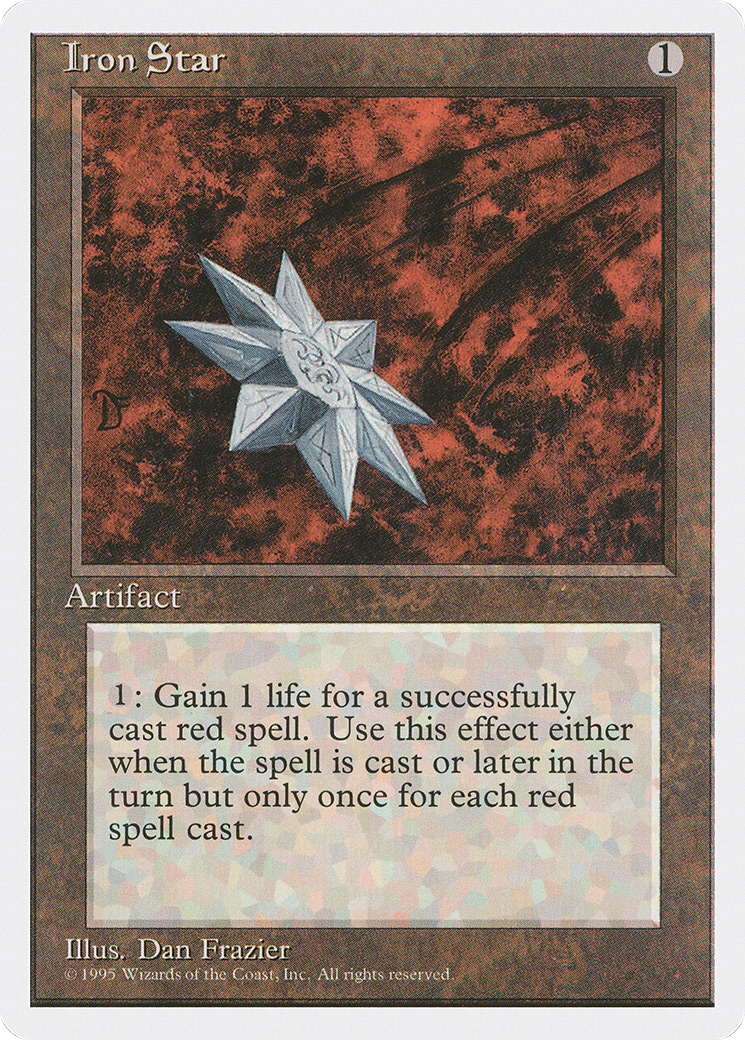 Iron Star
1
DF
Artifact
1: Gain 1 life for a successfully
cast red spell. Use this effect either
when the spell is cast or later in the
turn but only once for each red
spell cast.
Illus. Dan Frazier
© 1995 Wizards of the Coast, Inc. All rights reserved.